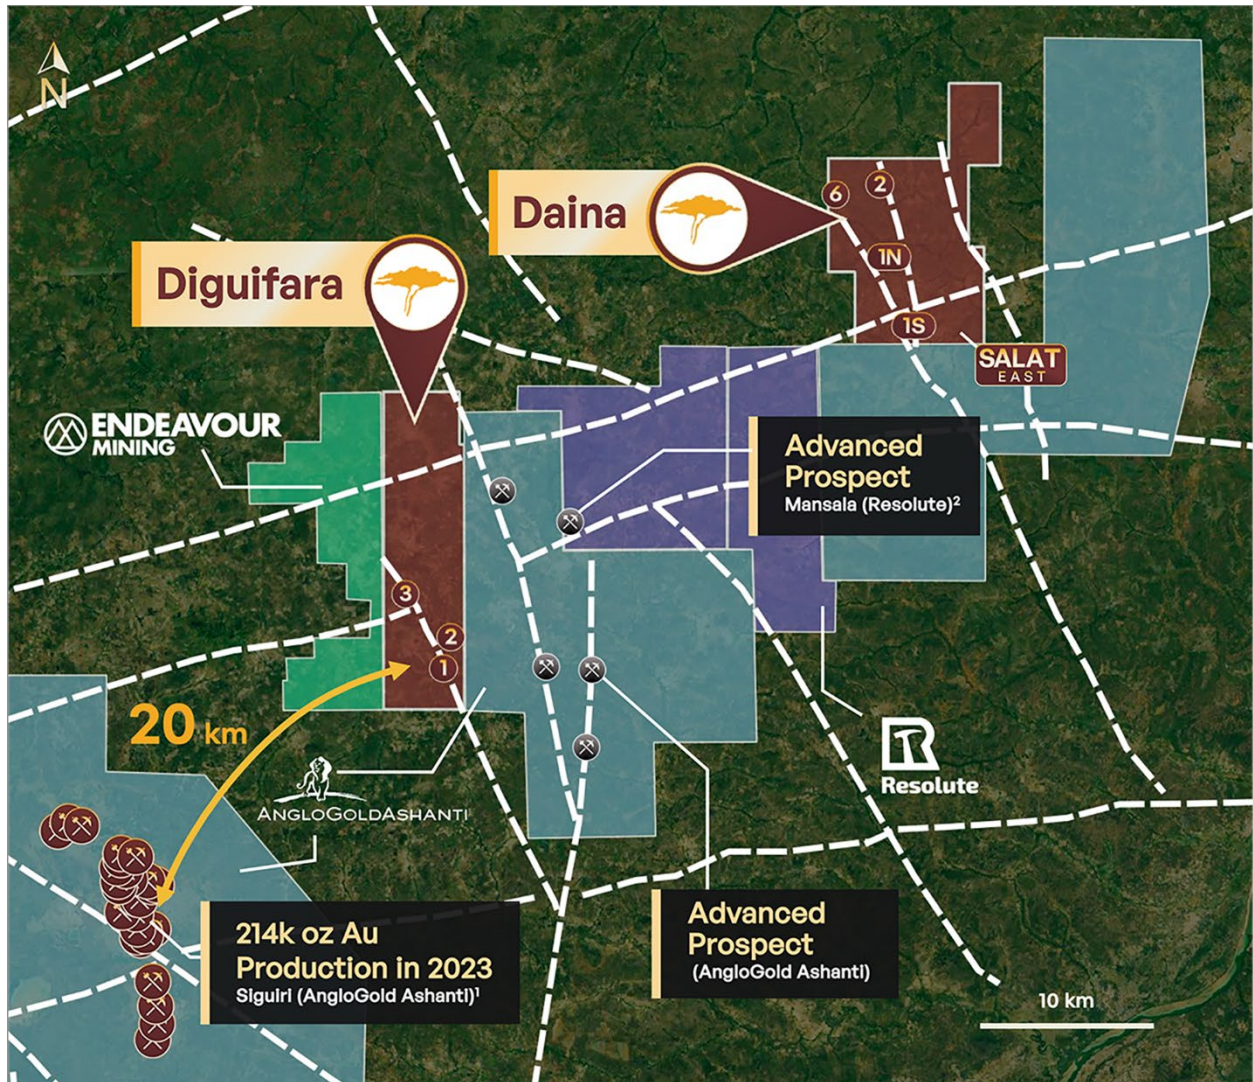 N
Daina
6
2
1N
1S
SALAT
EAST
Diguifara
ENDEAVOUR
MINING
Advanced
Prospect
Mansala (Resolute)²
3
2
1
20 km
ANGLOGOLDASHANTI
Resolute
214k oz Au
Production in 2023
Siguiri (AngloGold Ashanti)¹
Advanced
Prospect
(AngloGold Ashanti)
10 km